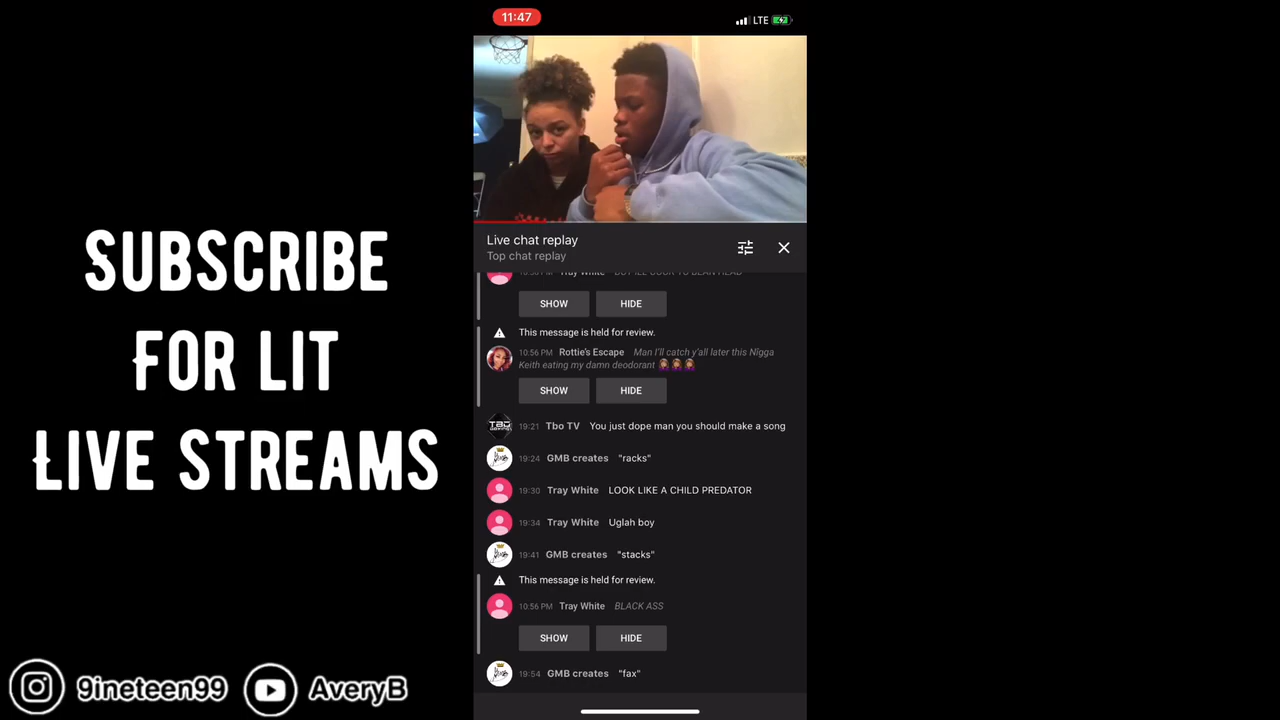 11:47
LTE
SUBSCRIBE
FOR LIT
LIVE STREAMS
Live chat replay
Top chat replay
Tray White
SHOW HIDE
This message is held for review.
10:56 PM Rottie's Escape Man I'll catch y'all later this Nîgga
Keith eating my damn deodorant
SHOW HIDE
19:21 Tbo TV You just dope man you should make a song
19:24 GMB creates "racks"
19:30 Tray White LOOK LIKE A CHILD PREDATOR
19:34 Tray White Uglah boy
19:41 GMB creates "stacks"
This message is held for review.
10:56 PM Tray White BLACK ASS
SHOW HIDE
19:54 GMB creates "fax"
9ineteen99 AveryB